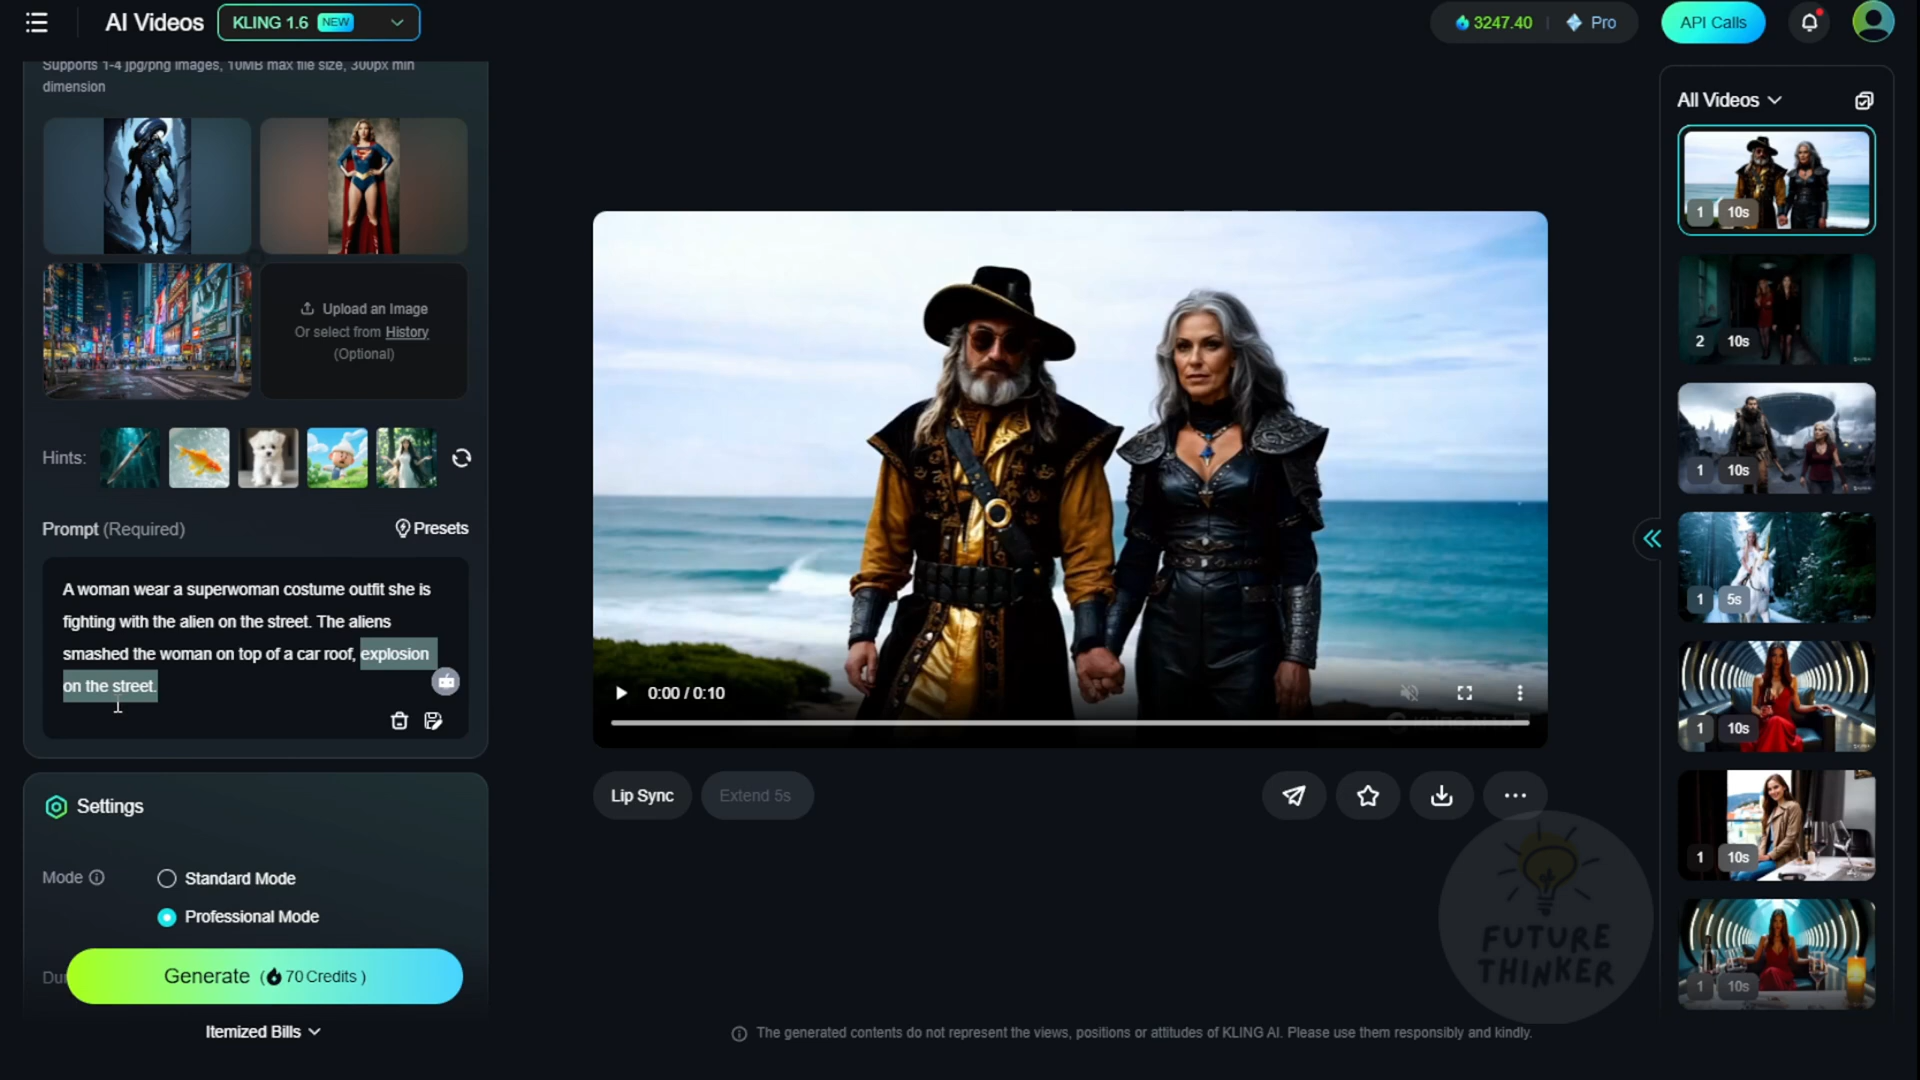 AI Videos
KLING 1.6 NEW
3247.40
Pro
API Calls
Supports 1-4 jpg/png images, 10MB max file size, 300px min
dimension
Upload an Image
Or select from History
(Optional)
Hints:
Prompt (Required)
Presets
A woman wear a superwoman costume outfit she is
fighting with the alien on the street. The aliens
smashed the woman on top of a car roof, explosion
on the street.
Settings
Mode
Standard Mode
Professional Mode
Generate ( 70 Credits )
Itemized Bills
0:00 / 0:10
Lip Sync
Extend 5s
FUTURE
THINKER
The generated contents do not represent the views, positions or attitudes of KLING AI. Please use them responsibly and kindly.
All Videos
1 10s
2 10s
1 10s
1 5s
1 10s
1 10s
1 10s